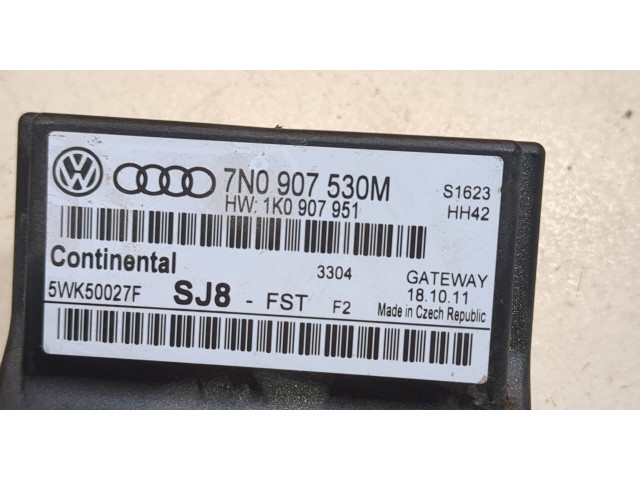 7N0 907 530M S1623
HW: 1K0 907 951 HH42
Continental 3304 GATEWAY
5WK50027F SJ8 - FST F2 18.10.11
Made in Czech Republic